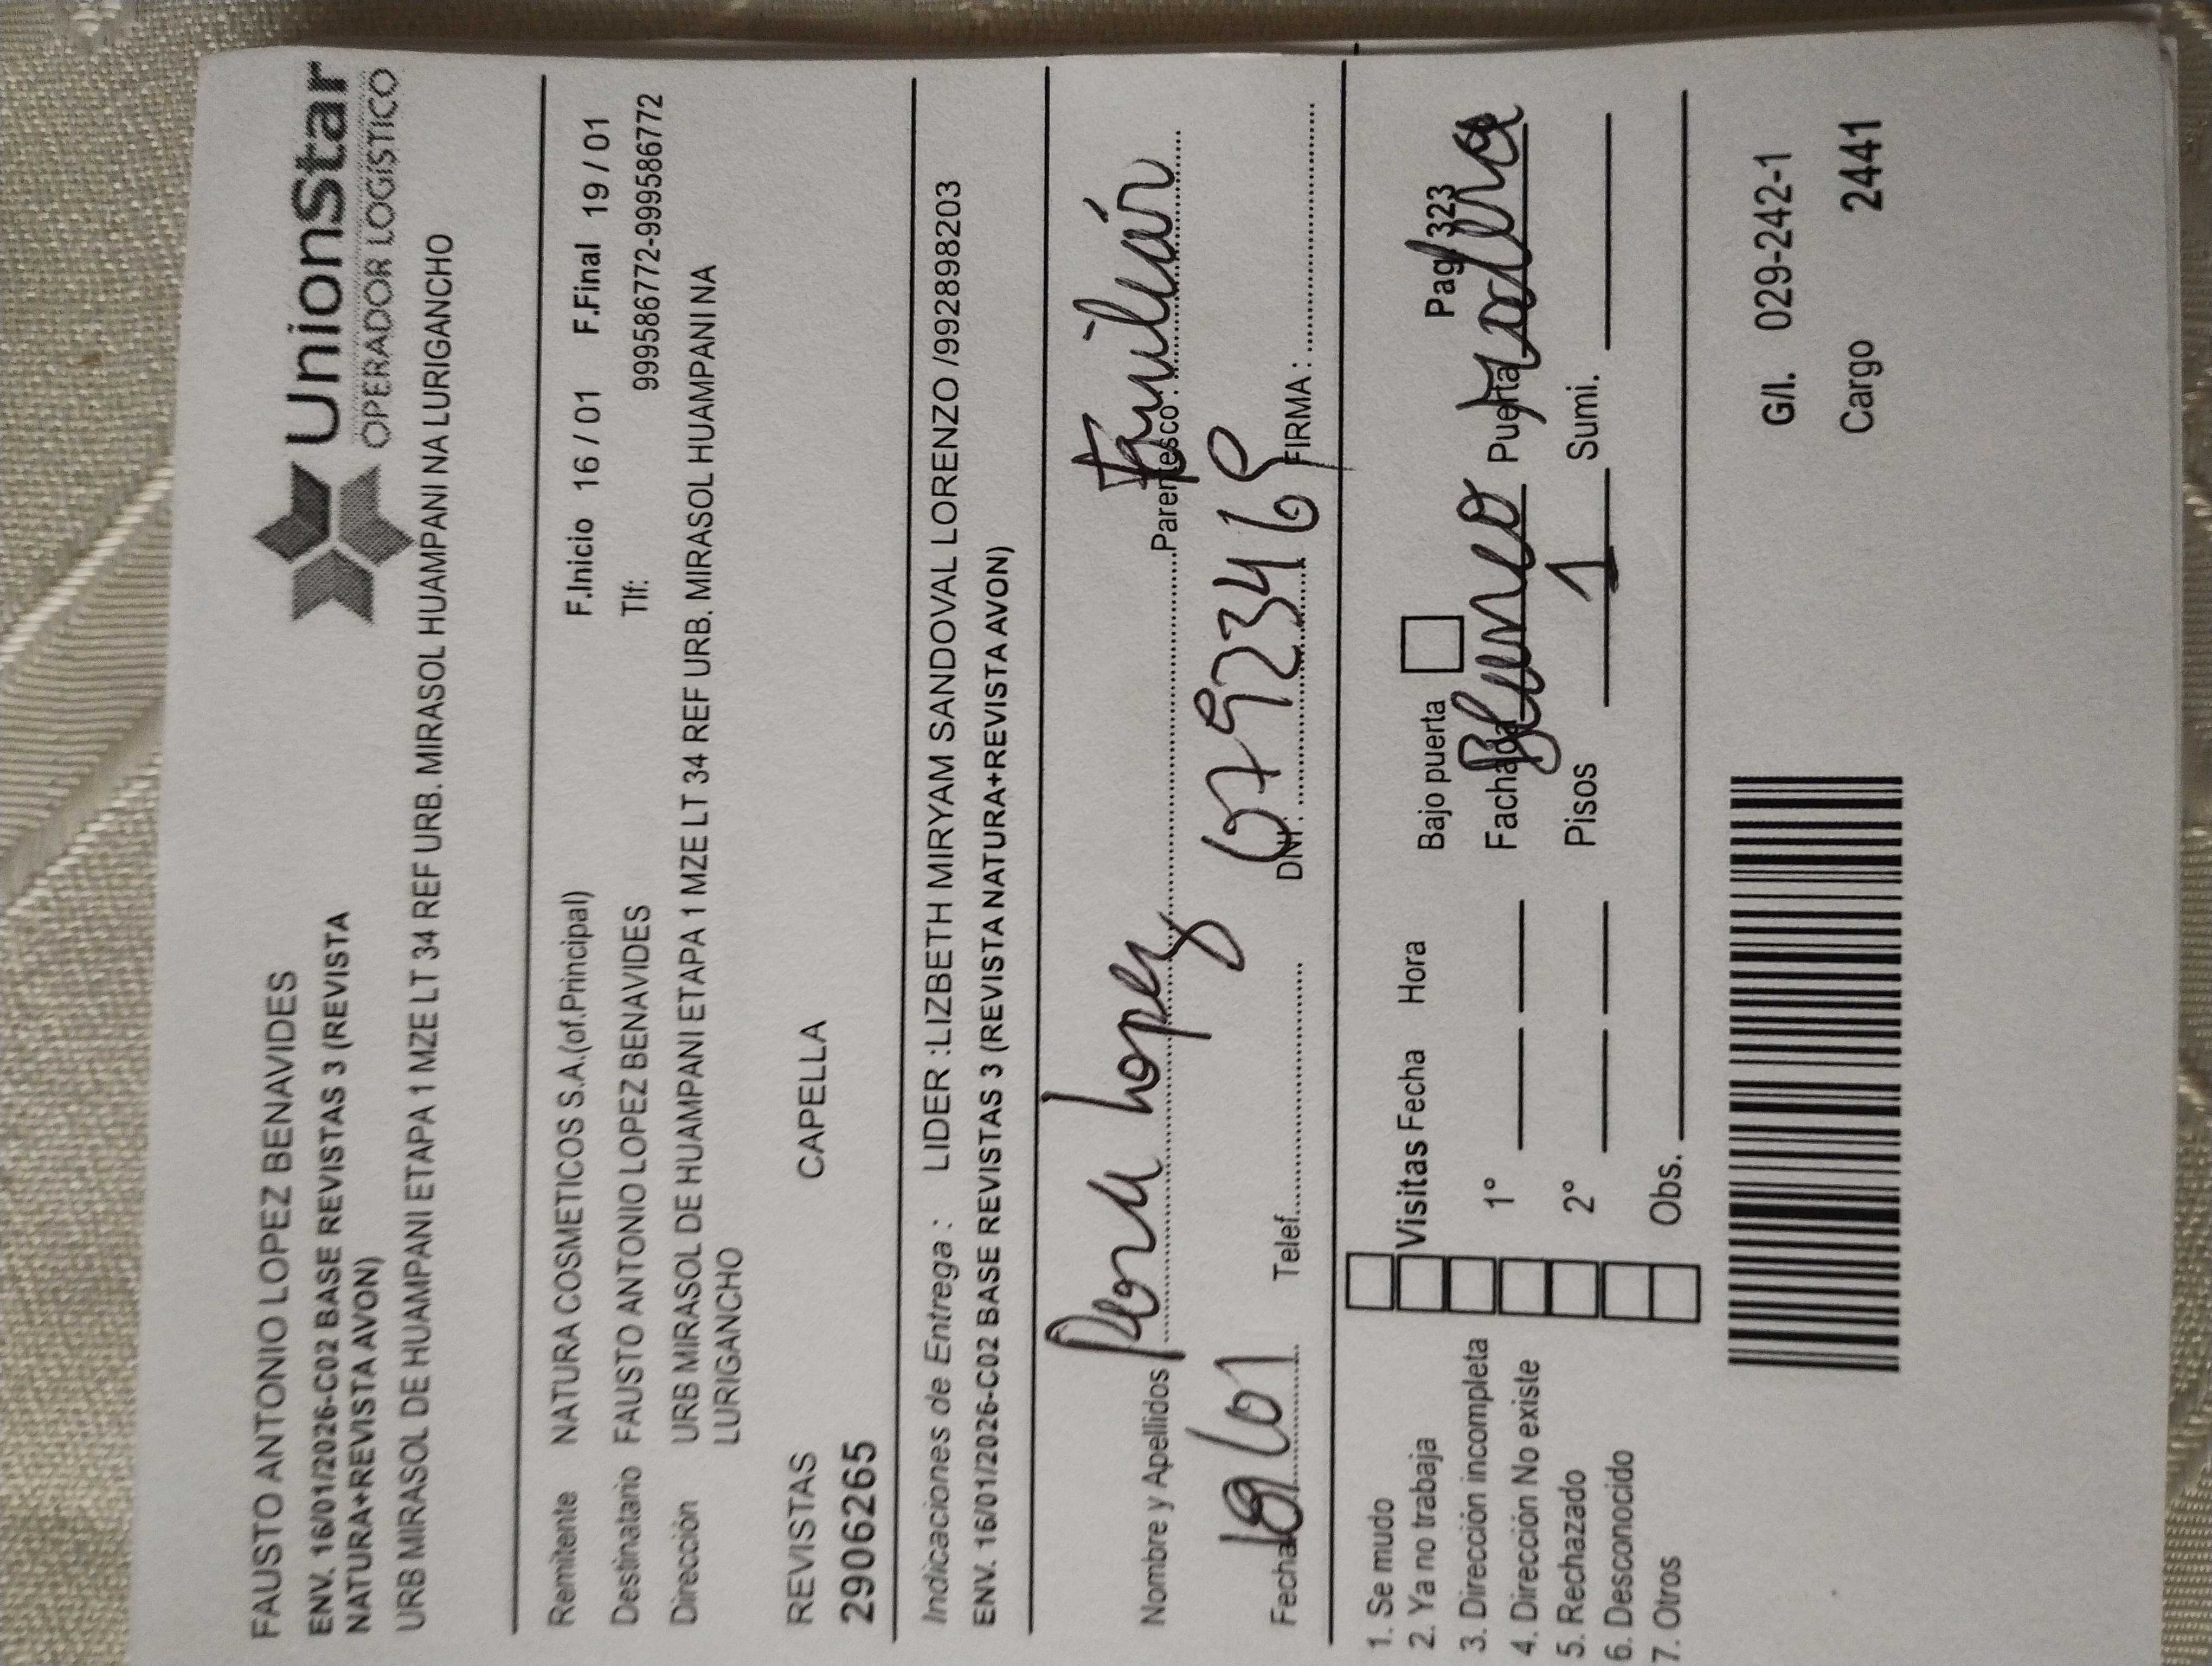 FAUSTO ANTONIO LOPEZ BENAVIDES
UnionStar
OPERADOR LOGÍSTICO
ENV. 16/01/2026-C02 BASE REVISTAS 3 (REVISTA
NATURA+REVISTA AVON)
URB MIRASOL DE HUAMPANI ETAPA 1 MZE LT 34 REF URB. MIRASOL HUAMPANI NA LURIGANCHO
Remitente NATURA COSMETICOS S.A.(of.Principal) F.Inicio 16 / 01 F.Final 19 / 01
Destinatario FAUSTO ANTONIO LOPEZ BENAVIDES Tlf: 999586772-999586772
Dirección URB MIRASOL DE HUAMPANI ETAPA 1 MZE LT 34 REF URB. MIRASOL HUAMPANI NA
LURIGANCHO
REVISTAS CAPELLA
2906265
Indicaciones de Entrega : LIDER :LIZBETH MIRYAM SANDOVAL LORENZO /992898203
ENV. 16/01/2026-C02 BASE REVISTAS 3 (REVISTA NATURA+REVISTA AVON)
Nombre y Apellidos lopez Parentesco : Familiar
Fecha 19/01 Telef. DNI: 67923465 FIRMA :
1. Se mudo
2. Ya no trabaja Visitas Fecha Hora Bajo puerta Pag 323
3. Dirección incompleta 1° Fachada Blanco Puerta madera
4. Dirección No existe
5. Rechazado 2° Pisos 1 Sumi.
6. Desconocido
7. Otros Obs.
G/l. 029-242-1
Cargo 2441